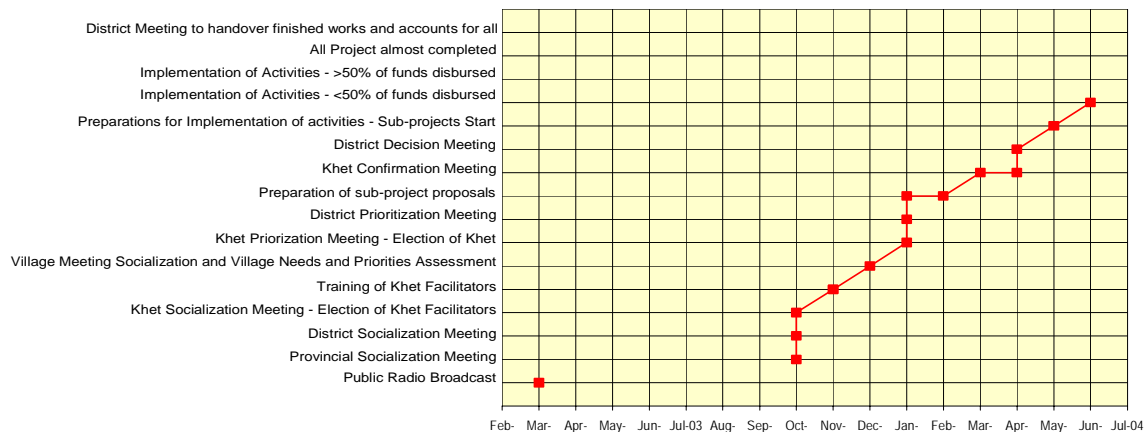 District Meeting to handover finished works and accounts for all
All Project almost completed
Implementation of Activities - >50% of funds disbursed
Implementation of Activities - <50% of funds disbursed
Preparations for Implementation of activities - Sub-projects Start
District Decision Meeting
Khet Confirmation Meeting
Preparation of sub-project proposals
District Prioritization Meeting
Khet Priorization Meeting - Election of Khet
Village Meeting Socialization and Village Needs and Priorities Assessment
Training of Khet Facilitators
Khet Socialization Meeting - Election of Khet Facilitators
District Socialization Meeting
Provincial Socialization Meeting
Public Radio Broadcast
Feb- Mar- Apr- May- Jun- Jul-03 Aug- Sep- Oct- Nov- Dec- Jan- Feb- Mar- Apr- May- Jun- Jul-04